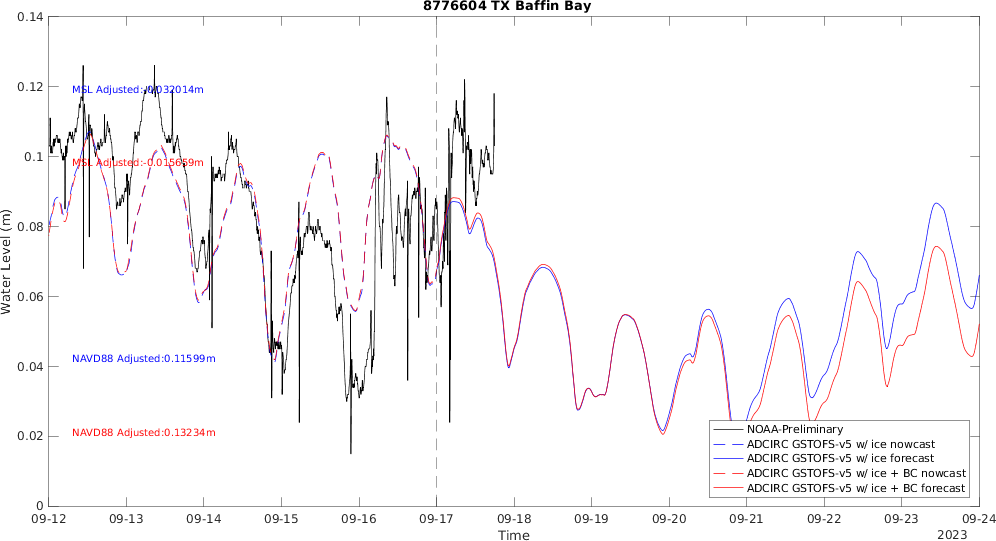 8776604 TX Baffin Bay
0.14
0.12
0.1
0.08
0.06
0.04
0.02
0
Water Level (m)
MSL Adjusted:-0.032014m
MSL Adjusted:-0.015659m
NAVD88 Adjusted:0.11599m
NAVD88 Adjusted:0.13234m
NOAA-Preliminary
ADCIRC GSTOFS-v5 w/ ice nowcast
ADCIRC GSTOFS-v5 w/ ice forecast
ADCIRC GSTOFS-v5 w/ ice + BC nowcast
ADCIRC GSTOFS-v5 w/ ice + BC forecast
09-12 09-13 09-14 09-15 09-16 09-17 09-18 09-19 09-20 09-21 09-22 09-23 09-24
Time
2023